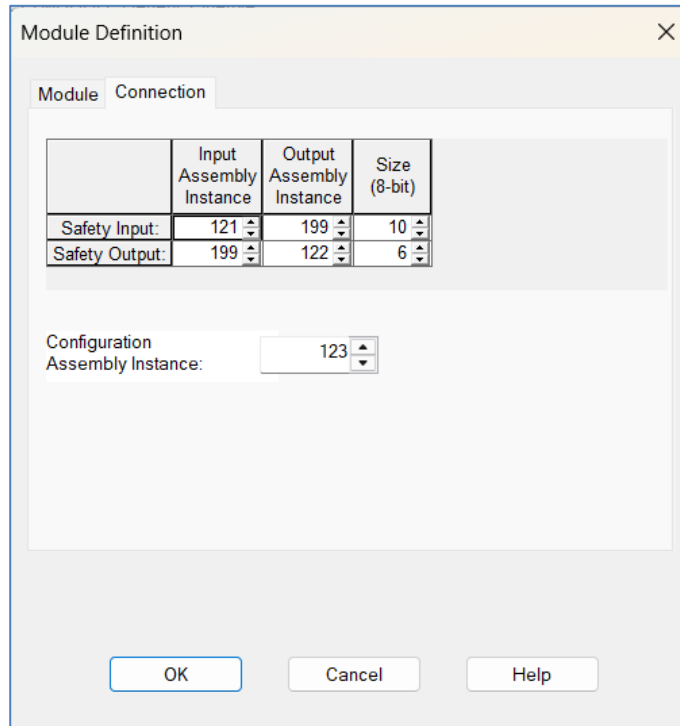 Module Definition
Module Connection
Input Assembly Instance Output Assembly Instance Size (8-bit)
Safety Input: 121 199 10
Safety Output: 199 122 6
Configuration
Assembly Instance: 123
OK Cancel Help